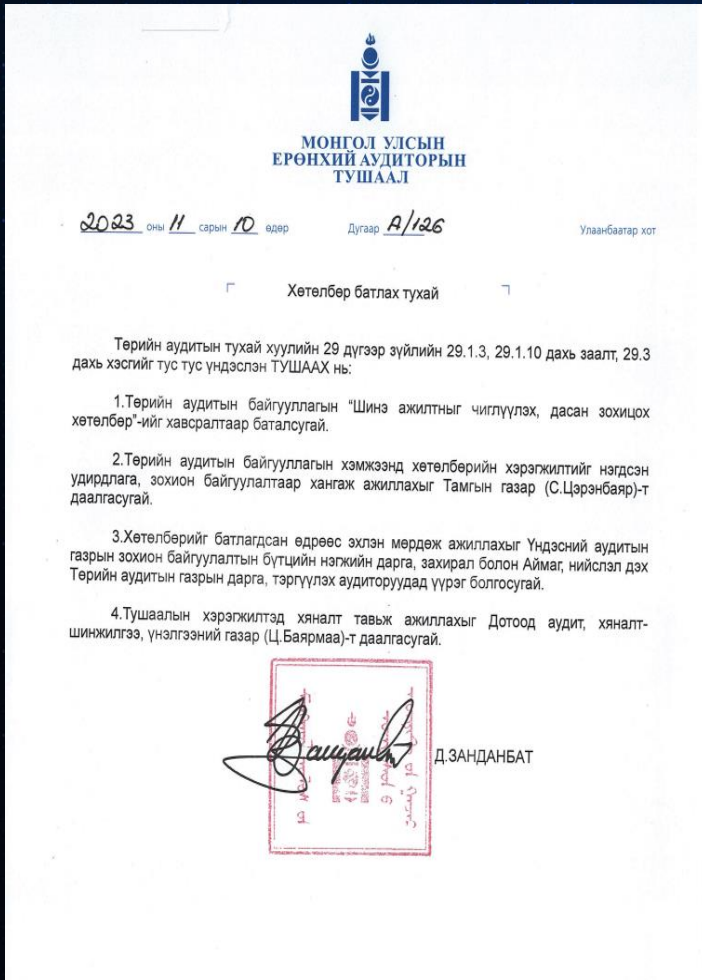 МОНГОЛ УЛСЫН
ЕРӨНХИЙ АУДИТОРЫН
ТУШААЛ
2023 оны 11 сарын 10 өдөр Дугаар А/126 Улаанбаатар хот
Хөтөлбөр батлах тухай
Төрийн аудитын тухай хуулийн 29 дүгээр зүйлийн 29.1.3, 29.1.10 дахь заалт, 29.3
дахь хэсгийг тус тус үндэслэн ТУШААХ нь:
1.Төрийн аудитын байгууллагын “Шинэ ажилтныг чиглүүлэх, дасан зохицох
хөтөлбөр”-ийг хавсралтаар баталсугай.
2.Төрийн аудитын байгууллагын хэмжээнд хөтөлбөрийн хэрэгжилтийг нэгдсэн
удирдлага, зохион байгуулалтаар хангаж ажиллахыг Тамгын газар (С.Цэрэнбаяр)-т
даалгасугай.
3.Хөтөлбөрийг батлагдсан өдрөөс эхлэн мөрдөж ажиллахыг Үндэсний аудитын
газрын зохион байгуулалтын бүтцийн нэгжийн дарга, захирал болон Аймаг, нийслэл дэх
Төрийн аудитын газрын дарга, тэргүүлэх аудиторуудад үүрэг болгосугай.
4.Тушаалын хэрэгжилтэд хяналт тавьж ажиллахыг Дотоод аудит, хяналт-
шинжилгээ, үнэлгээний газар (Ц.Баярмаа)-т даалгасугай.
Д.ЗАНДАНБАТ